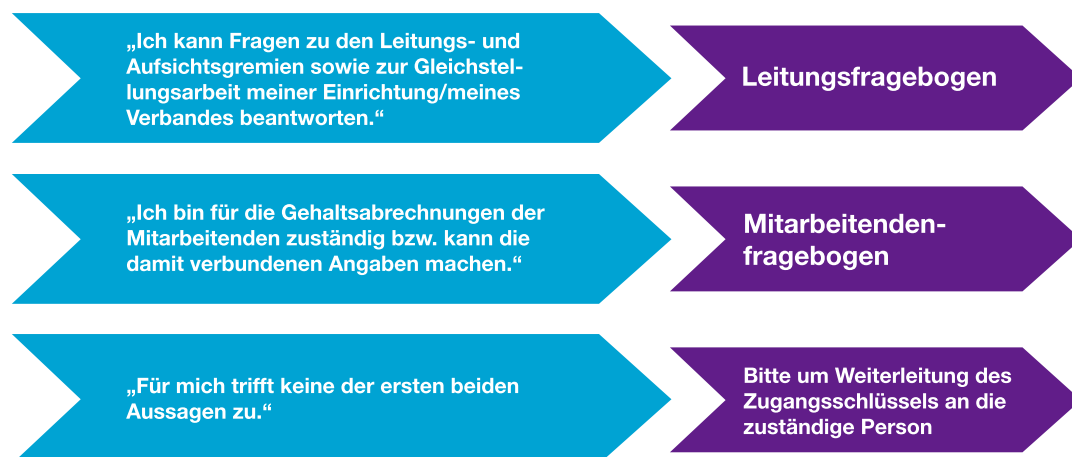 „Ich kann Fragen zu den Leitungs- und
Aufsichtsgremien sowie zur Gleichstel-
lungsarbeit meiner Einrichtung/meines
Verbandes beantworten.“
Leitungsfragebogen
„Ich bin für die Gehaltsabrechnungen der
Mitarbeitenden zuständig bzw. kann die
damit verbundenen Angaben machen.“
Mitarbeitenden-
fragebogen
„Für mich trifft keine der ersten beiden
Aussagen zu.“
Bitte um Weiterleitung des
Zugangsschlüssels an die
zuständige Person